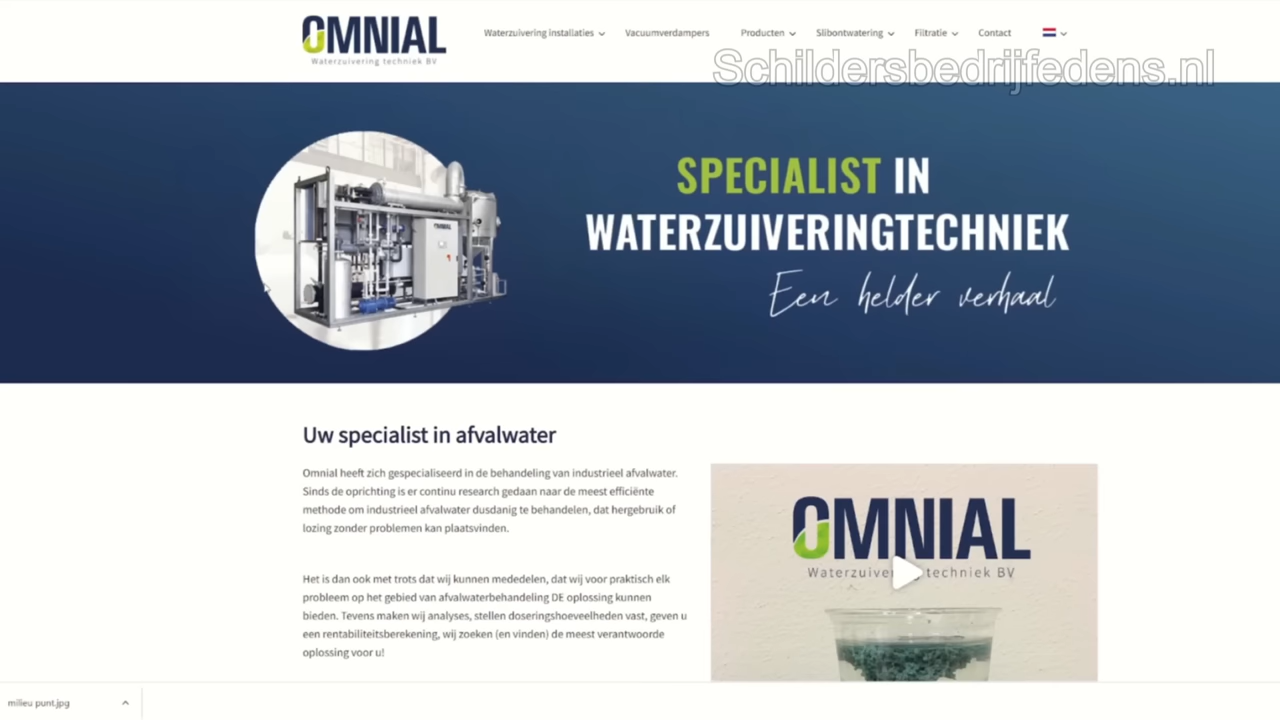 OMNIAL
Waterzuivering techniek BV
Waterzuivering installaties
Vacuumverdampers
Producten
Slibontwatering
Filtratie
Contact
Schildersbedrijfedens.nl
OMNIAL
SPECIALIST IN
WATERZUIVERINGTECHNIEK
Een helder verhaal
Uw specialist in afvalwater
Omnial heeft zich gespecialiseerd in de behandeling van industrieel afvalwater.
Sinds de oprichting is er continu research gedaan naar de meest efficiënte
methode om industrieel afvalwater dusdanig te behandelen, dat hergebruik of
lozing zonder problemen kan plaatsvinden.
Het is dan ook met trots dat wij kunnen mededelen, dat wij voor praktisch elk
probleem op het gebied van afvalwaterbehandeling DE oplossing kunnen
bieden. Tevens maken wij analyses, stellen doseringshoeveelheden vast, geven u
een rentabiliteitsberekening, wij zoeken (en vinden) de meest verantwoorde
oplossing voor u!
OMNIAL
Waterzuivering techniek BV
milieu punt.jpg